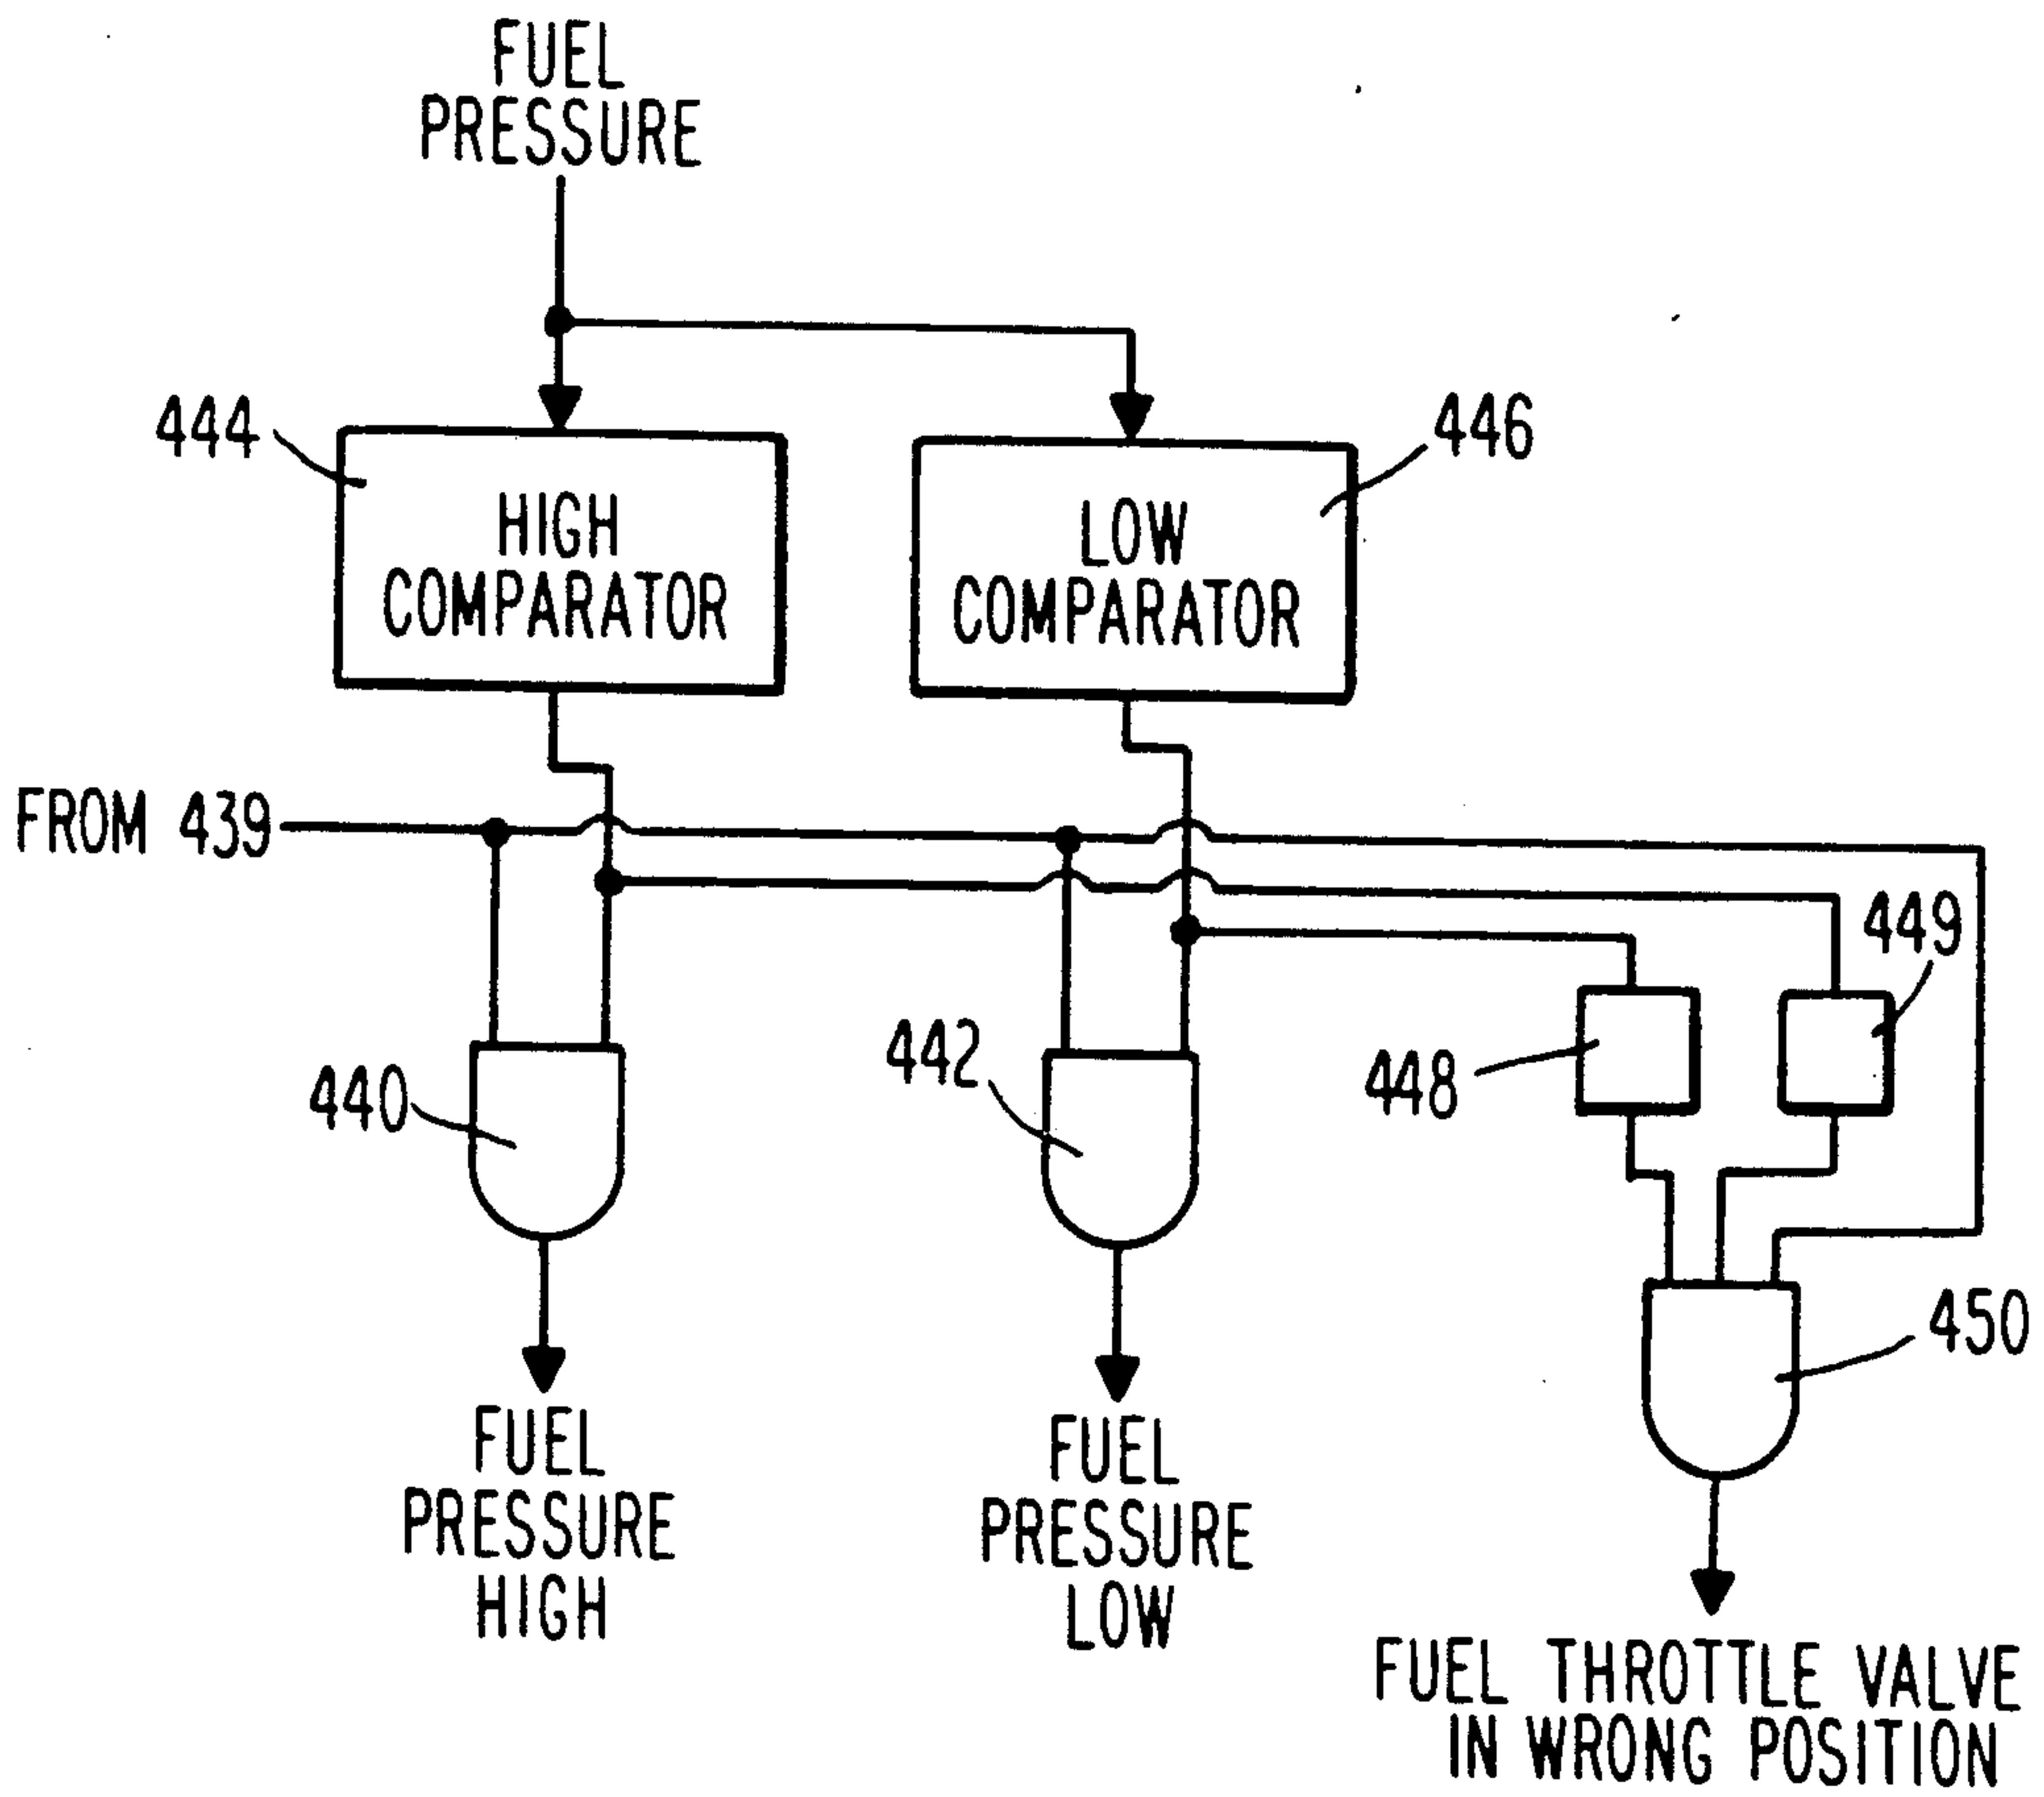 FUEL
PRESSURE
444
HIGH
COMPARATOR
446
LOW
COMPARATOR
FROM 439
449
448
440
442
450
FUEL
PRESSURE
HIGH
FUEL
PRESSURE
LOW
FUEL THROTTLE VALVE
IN WRONG POSITION